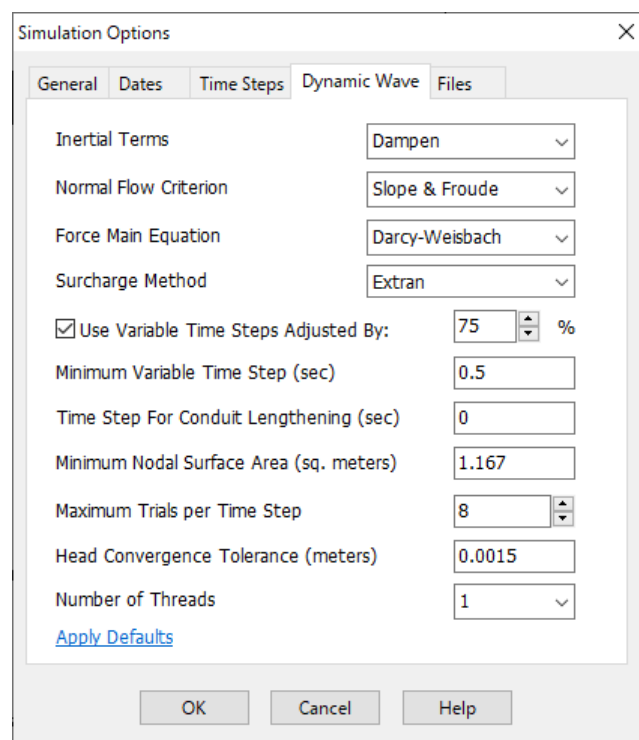 Simulation Options
General Dates Time Steps Dynamic Wave Files
Inertial Terms Dampen
Normal Flow Criterion Slope & Froude
Force Main Equation Darcy-Weisbach
Surcharge Method Extran
Use Variable Time Steps Adjusted By: 75 %
Minimum Variable Time Step (sec) 0.5
Time Step For Conduit Lengthening (sec) 0
Minimum Nodal Surface Area (sq. meters) 1.167
Maximum Trials per Time Step 8
Head Convergence Tolerance (meters) 0.0015
Number of Threads 1
Apply Defaults
OK Cancel Help